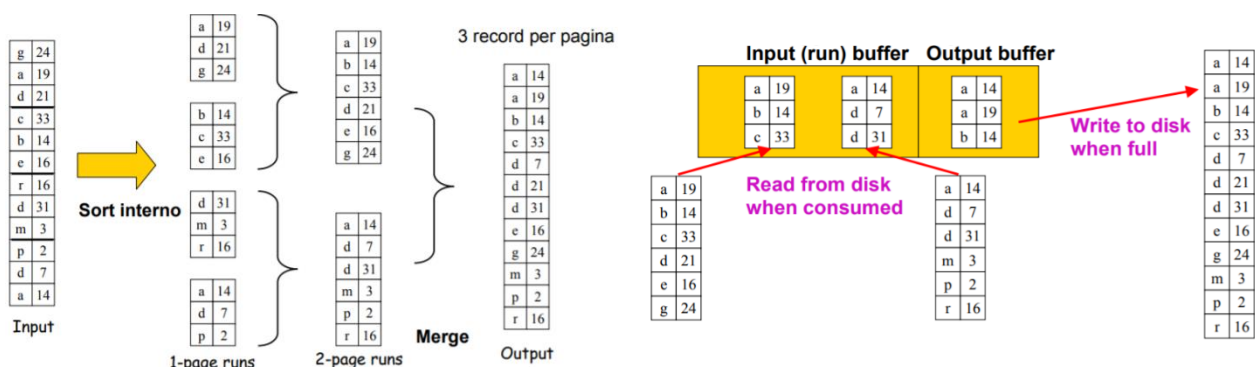 g 24
a 19
d 21
c 33
b 14
e 16
r 16
d 31
m 3
p 2
d 7
a 14
Input
Sort interno
a 19
d 21
g 24
b 14
c 33
e 16
d 31
m 3
r 16
a 14
d 7
p 2
1-page runs
a 19
b 14
c 33
d 21
e 16
g 24
a 14
d 7
d 31
m 3
p 2
r 16
2-page runs
Merge
3 record per pagina
a 14
a 19
b 14
c 33
d 7
d 21
d 31
e 16
g 24
m 3
p 2
r 16
Output
Input (run) buffer
a 19
b 14
c 33
a 14
d 7
d 31
Output buffer
a 14
a 19
b 14
Read from disk
when consumed
Write to disk
when full
a 19
b 14
c 33
d 21
e 16
g 24
a 14
d 7
d 31
m 3
p 2
r 16
a 14
a 19
b 14
c 33
d 7
d 21
d 31
e 16
g 24
m 3
p 2
r 16